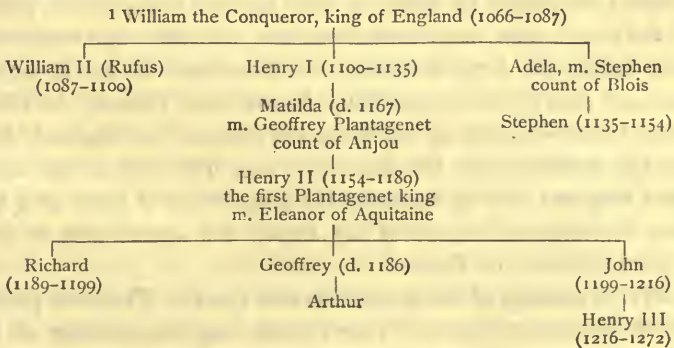 1 William the Conqueror, king of England (1066–1087)
William II (Rufus) Henry I (1100–1135) Adela, m. Stephen
(1087–1100) count of Blois
Matilda (d. 1167)
m. Geoffrey Plantagenet Stephen (1135–1154)
count of Anjou
Henry II (1154–1189)
the first Plantagenet king
m. Eleanor of Aquitaine
Richard Geoffrey (d. 1186) John
(1189–1199) (1199–1216)
Arthur
Henry III
(1216–1272)